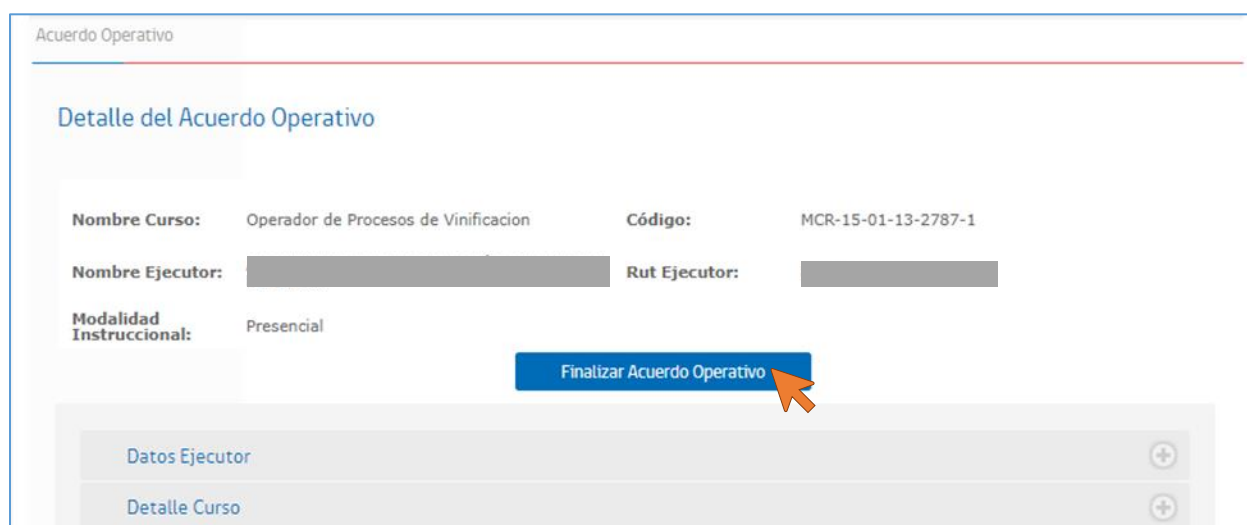 Acuerdo Operativo
Detalle del Acuerdo Operativo
Nombre Curso: Operador de Procesos de Vinificacion Código: MCR-15-01-13-2787-1
Nombre Ejecutor: Rut Ejecutor:
Modalidad
Instruccional: Presencial
Finalizar Acuerdo Operativo
Datos Ejecutor
Detalle Curso